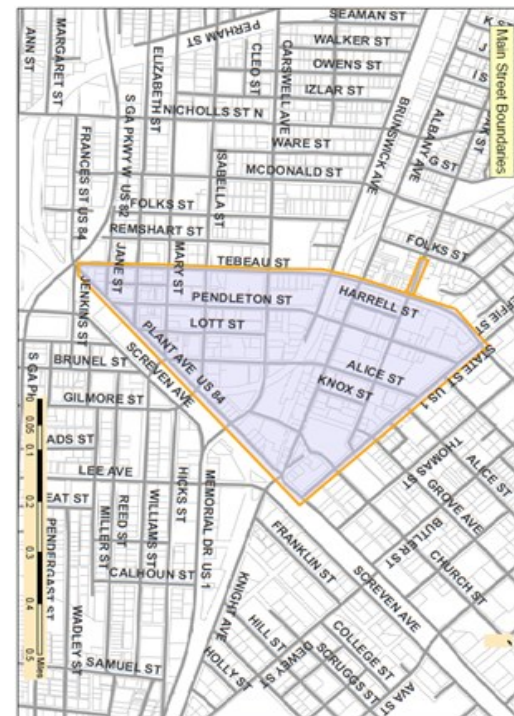 Main Street Boundaries
SEAMAN ST
PERHAM ST
WALKER ST
OWENS ST
IZLAR ST
ANN ST
MARGARET ST
ELIZABETH ST
CLEO ST
CARSWELL AVE
NICHOLLS ST N
S GA PKWY W US 82
FRANCES ST US 84
WARE ST
ISABELLA ST
MCDONALD ST
BRUNSWICK AVE
ALBANY AVE
G ST
FOLKS ST
REMSHART ST
TEBEAU ST
FOLKS ST
JANE ST
MARY ST
PENDLETON ST
HARRELL ST
LOTT ST
JENKINS ST
PLANT AVE US 84
BRUNEL ST
SCREVEN AVE
ALICE ST
KNOX ST
STATE ST US 1
GILMORE ST
ADS ST
LEE AVE
EAT ST
HICKS ST
MEMORIAL DR US 1
THOMAS ST
ALICE ST
GROVE AVE
BUTLER ST
CHURCH ST
WILLIAMS ST
REED ST
MILLER ST
CALHOUN ST
PENDERGAST ST
WADLEY ST
SAMUEL ST
FRANKLIN ST
SCREVEN AVE
KNIGHT AVE
HILL ST
HOLLY ST
DEWEY ST
COLLEGE ST
SCRUGGS ST
AVA ST
0 0.05 0.1 0.2 0.3 0.4 0.5
Miles